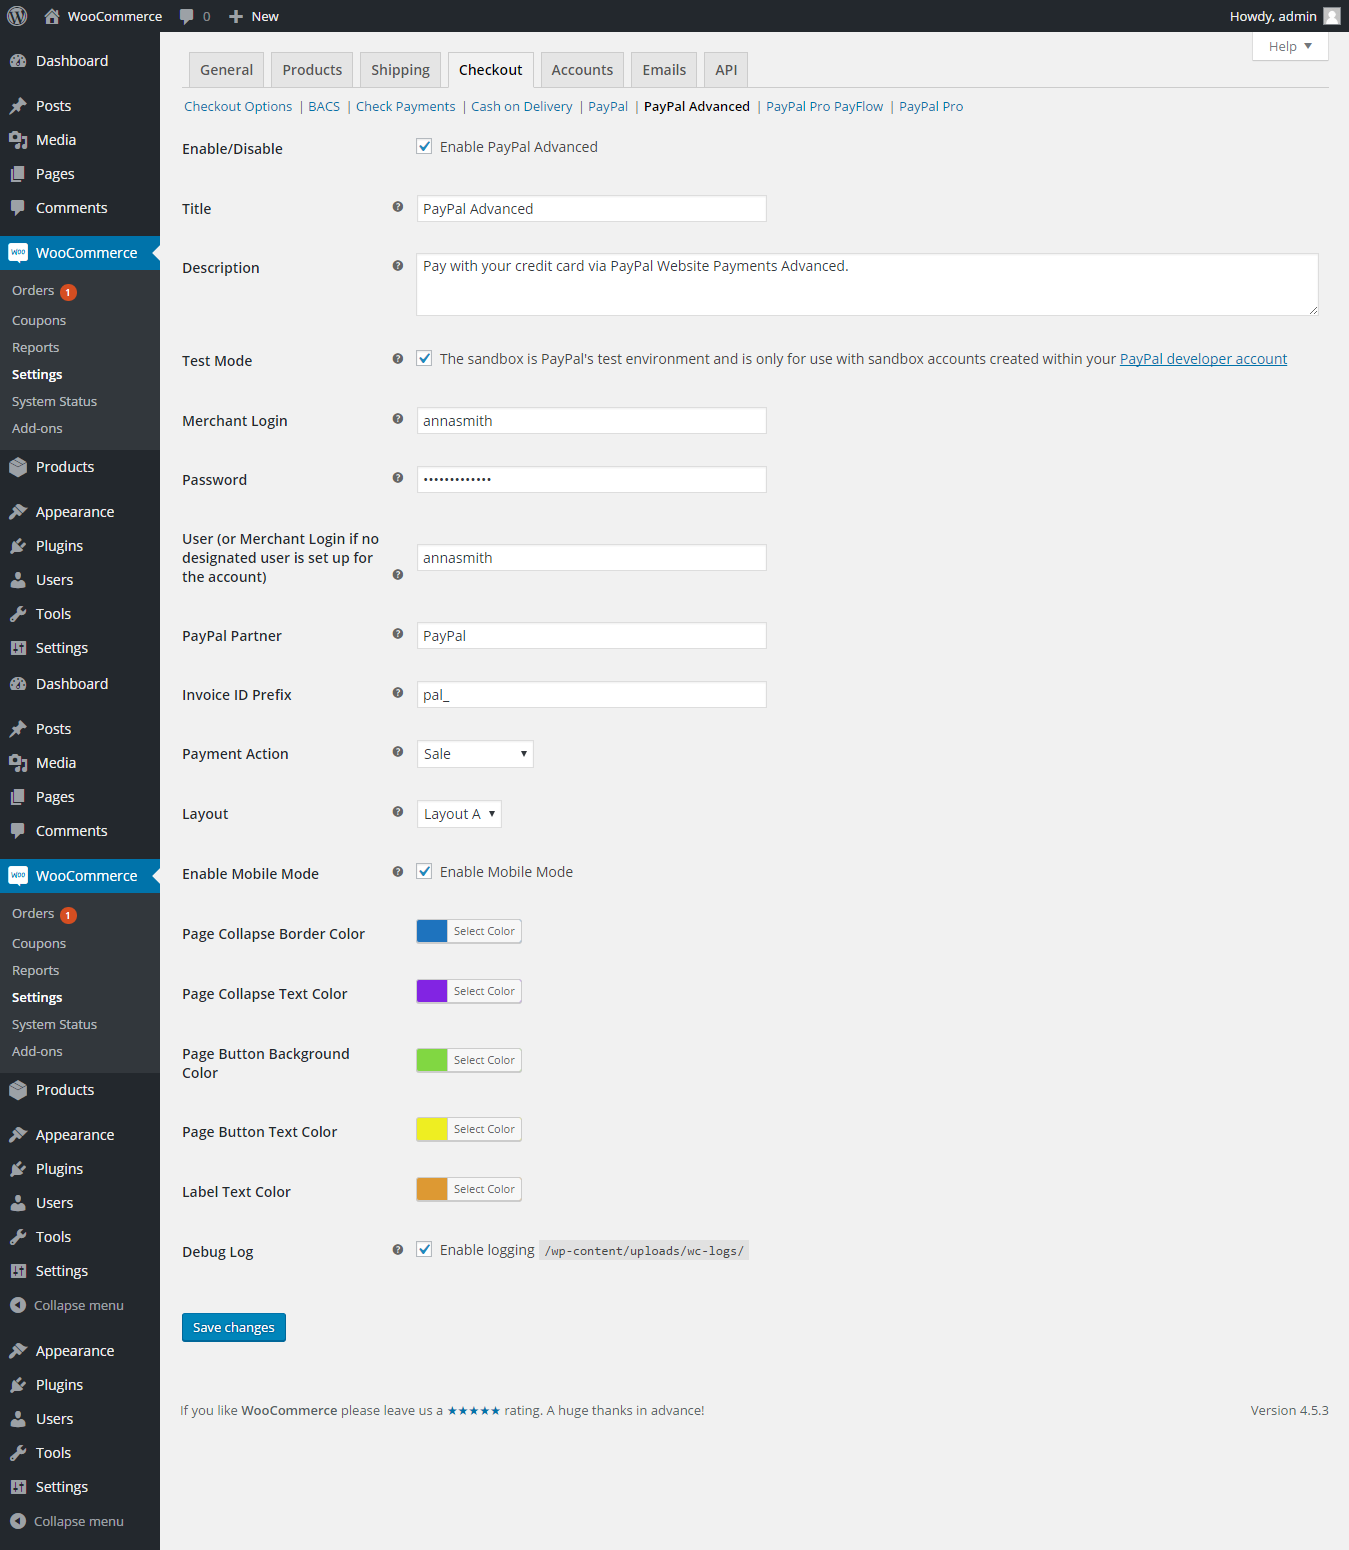 WooCommerce 0 New Howdy, admin
Help
Dashboard
Posts
Media
Pages
Comments
WooCommerce
Orders 1
Coupons
Reports
Settings
System Status
Add-ons
Products
Appearance
Plugins
Users
Tools
Settings
Dashboard
Posts
Media
Pages
Comments
WooCommerce
Orders 1
Coupons
Reports
Settings
System Status
Add-ons
Products
Appearance
Plugins
Users
Tools
Settings
Collapse menu
Appearance
Plugins
Users
Tools
Settings
Collapse menu
General Products Shipping Checkout Accounts Emails API
Checkout Options | BACS | Check Payments | Cash on Delivery | PayPal | PayPal Advanced | PayPal Pro PayFlow | PayPal Pro
Enable/Disable Enable PayPal Advanced
Title PayPal Advanced
Description Pay with your credit card via PayPal Website Payments Advanced.
Test Mode The sandbox is PayPal's test environment and is only for use with sandbox accounts created within your PayPal developer account
Merchant Login annasmith
Password •••••••••••••
User (or Merchant Login if no
designated user is set up for
the account)
annasmith
PayPal Partner PayPal
Invoice ID Prefix pal_
Payment Action Sale
Layout Layout A
Enable Mobile Mode Enable Mobile Mode
Page Collapse Border Color Select Color
Page Collapse Text Color Select Color
Page Button Background
Color
Select Color
Page Button Text Color Select Color
Label Text Color Select Color
Debug Log Enable logging /wp-content/uploads/wc-logs/
Save changes
If you like WooCommerce please leave us a ★★★★★ rating. A huge thanks in advance! Version 4.5.3